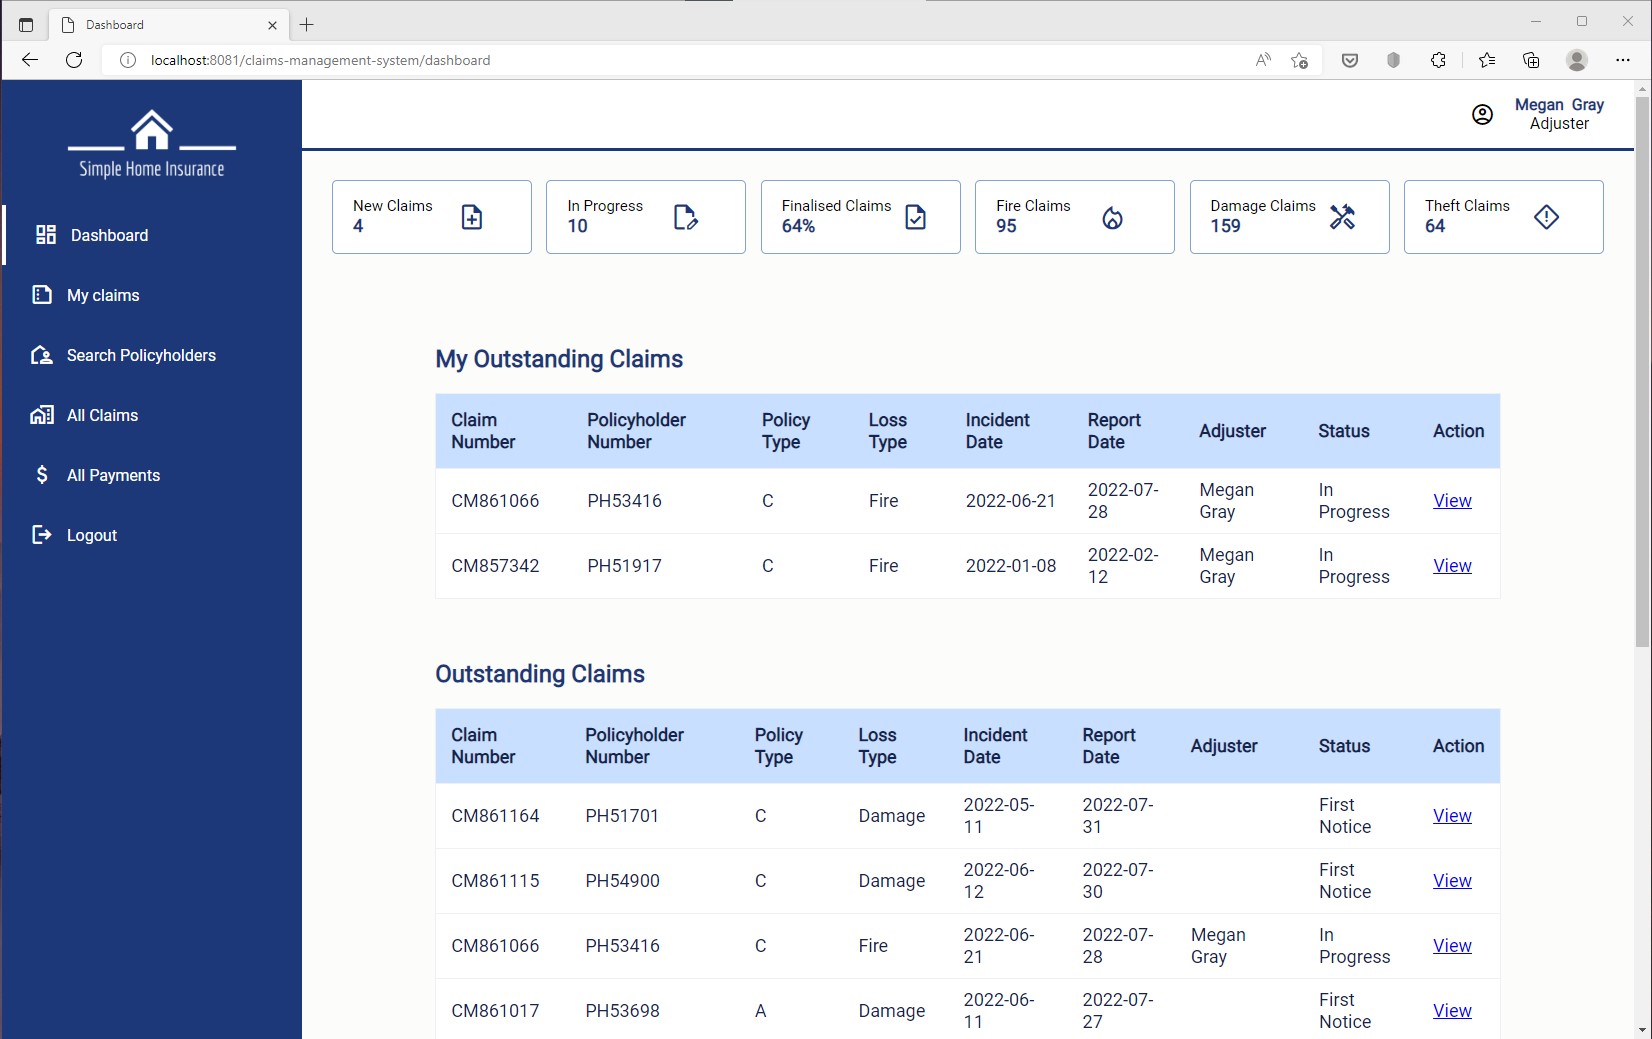 Dashboard
localhost:8081/claims-management-system/dashboard
Simple Home Insurance
Dashboard
My claims
Search Policyholders
All Claims
All Payments
Logout
Megan Gray
Adjuster
New Claims
4
In Progress
10
Finalised Claims
64%
Fire Claims
95
Damage Claims
159
Theft Claims
64
My Outstanding Claims
Claim Number Policyholder Number Policy Type Loss Type Incident Date Report Date Adjuster Status Action
CM861066 PH53416 C Fire 2022-06-21 2022-07-28 Megan Gray In Progress View
CM857342 PH51917 C Fire 2022-01-08 2022-02-12 Megan Gray In Progress View
Outstanding Claims
Claim Number Policyholder Number Policy Type Loss Type Incident Date Report Date Adjuster Status Action
CM861164 PH51701 C Damage 2022-05-11 2022-07-31 First Notice View
CM861115 PH54900 C Damage 2022-06-12 2022-07-30 First Notice View
CM861066 PH53416 C Fire 2022-06-21 2022-07-28 Megan Gray In Progress View
CM861017 PH53698 A Damage 2022-06-11 2022-07-27 First Notice View